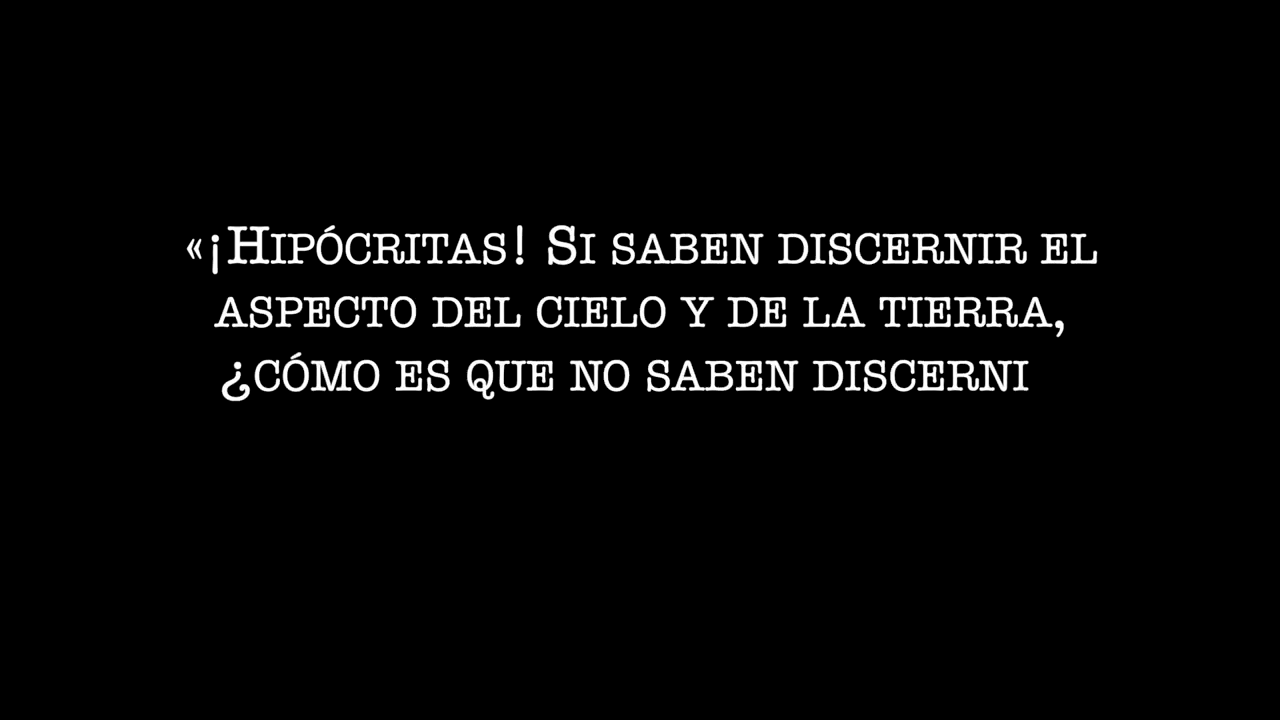 «¡Hipócritas! Si saben discernir el
aspecto del cielo y de la tierra,
¿cómo es que no saben discerni